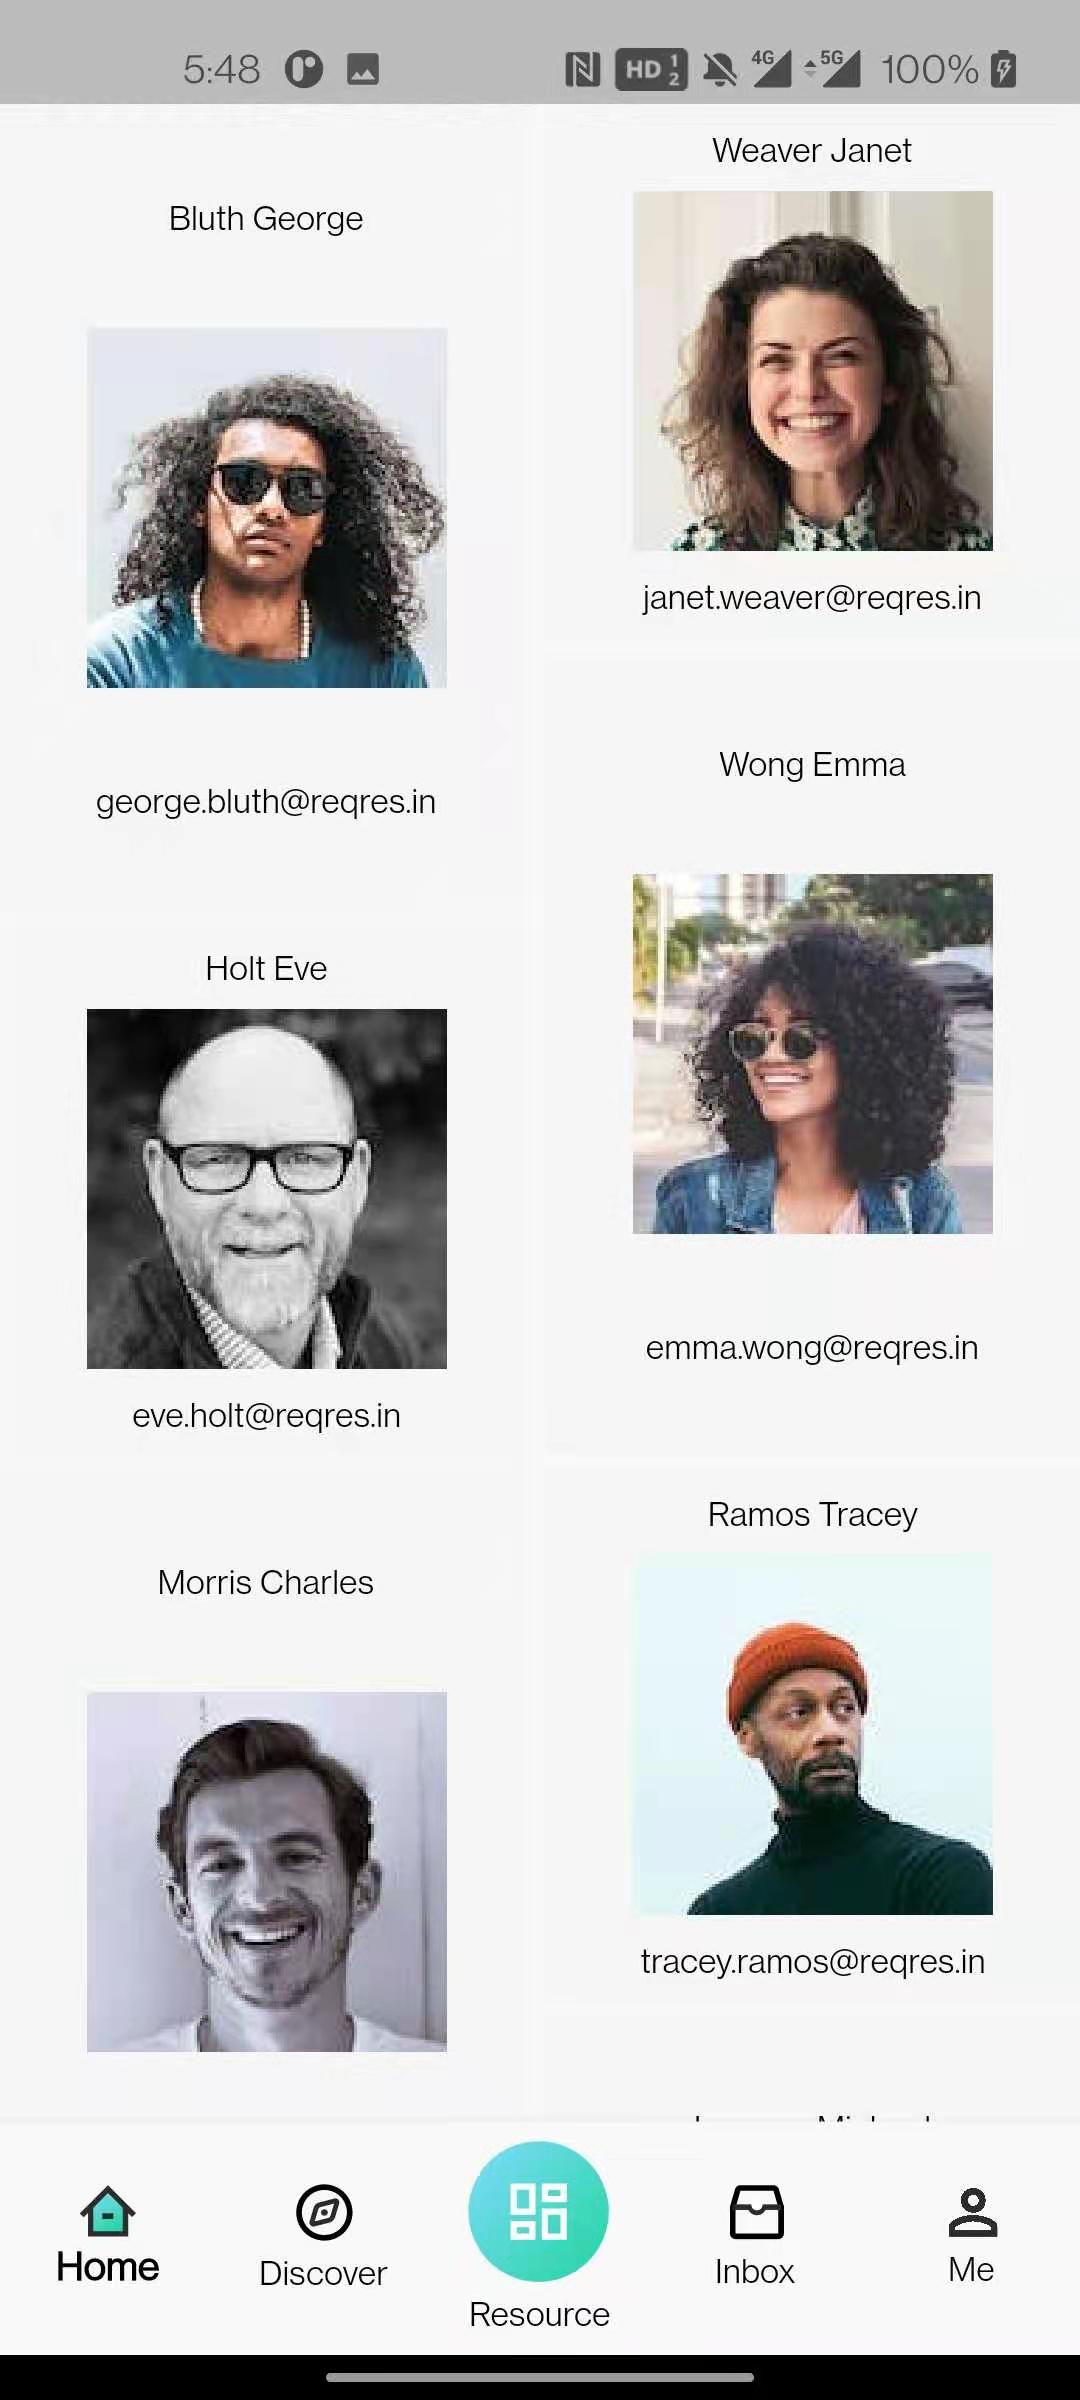 5:48
HD 1 2
4G
5G
100%
Weaver Janet
Bluth George
janet.weaver@reqres.in
Wong Emma
george.bluth@reqres.in
Holt Eve
emma.wong@reqres.in
eve.holt@reqres.in
Ramos Tracey
Morris Charles
tracey.ramos@reqres.in
Home
Discover
Resource
Inbox
Me